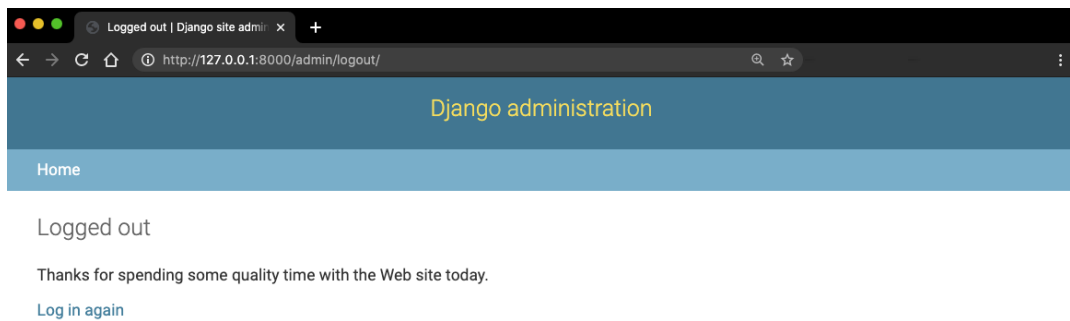 Logged out | Django site admin
http://127.0.0.1:8000/admin/logout/
Django administration
Home
Logged out
Thanks for spending some quality time with the Web site today.
Log in again